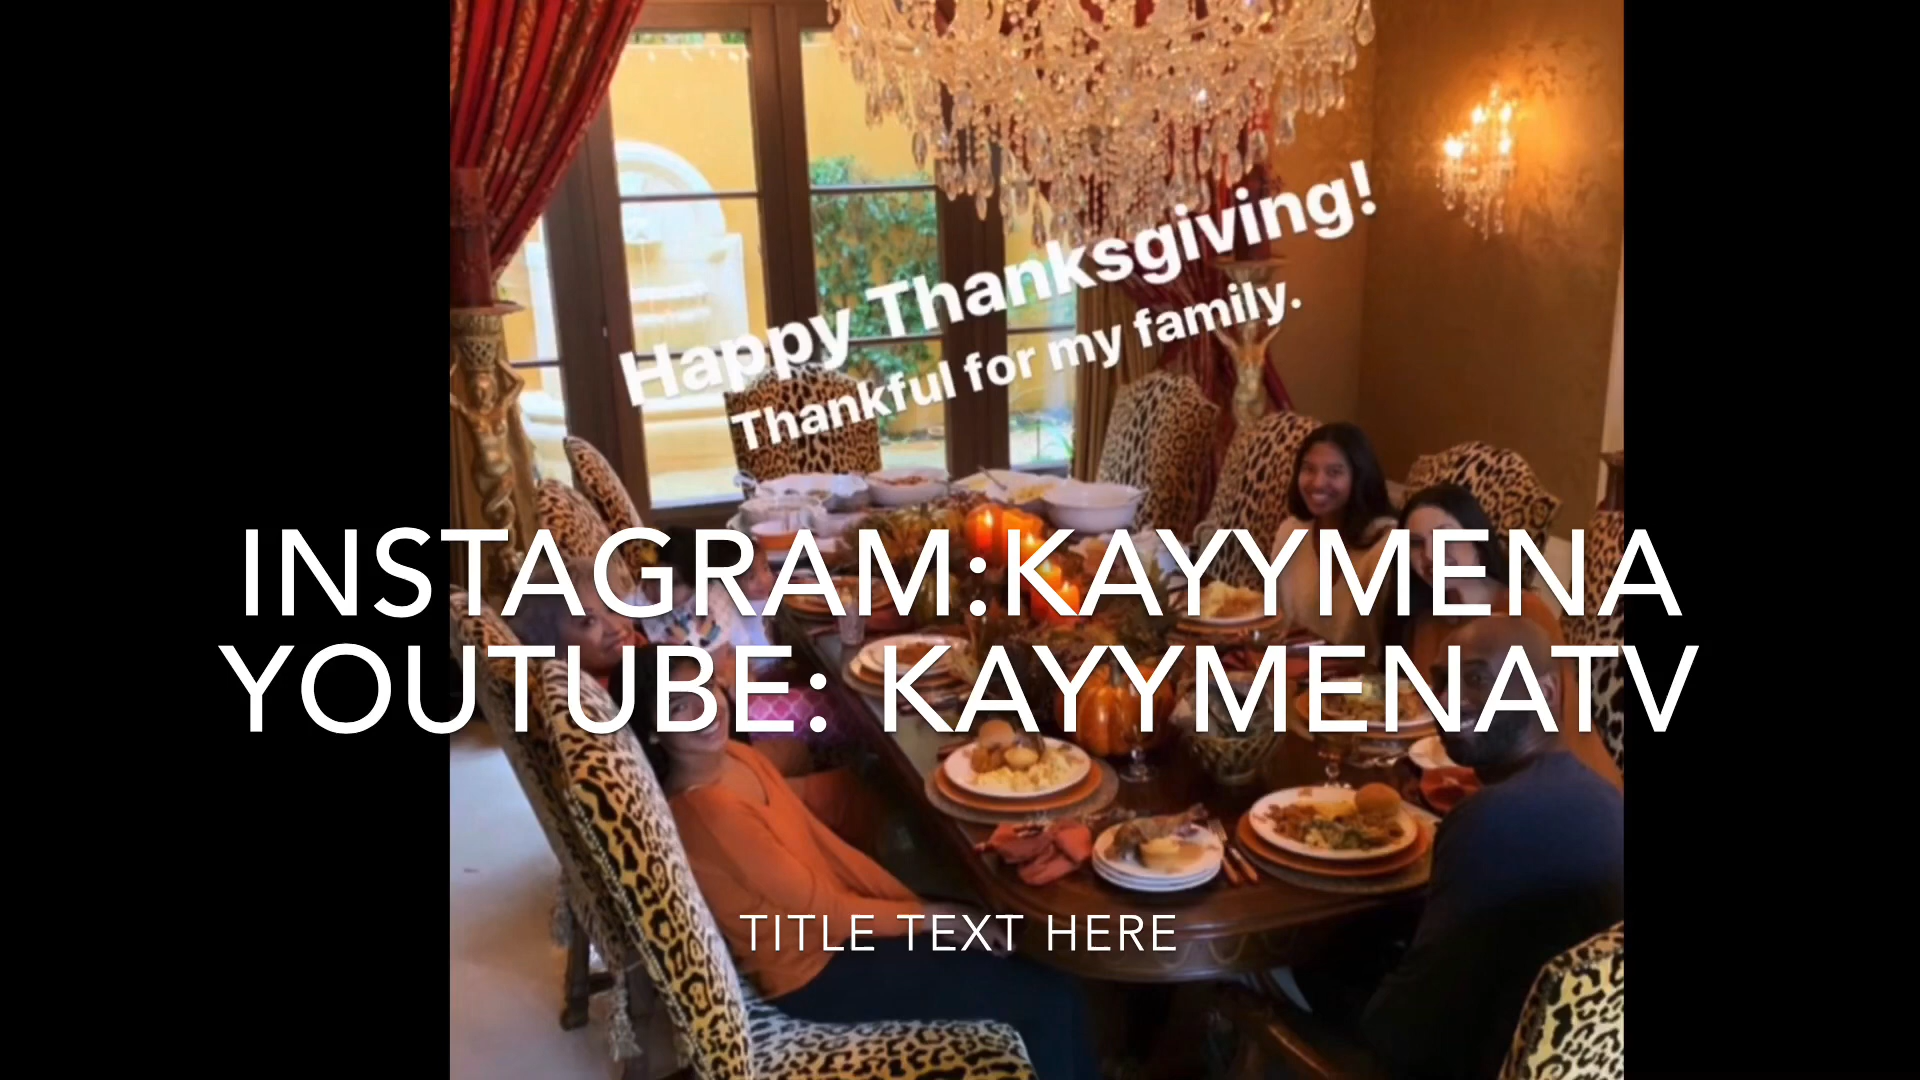 Happy Thanksgiving!
Thankful for my family.
INSTAGRAM:KAYYMENA
YOUTUBE: KAYYMENATV
TITLE TEXT HERE